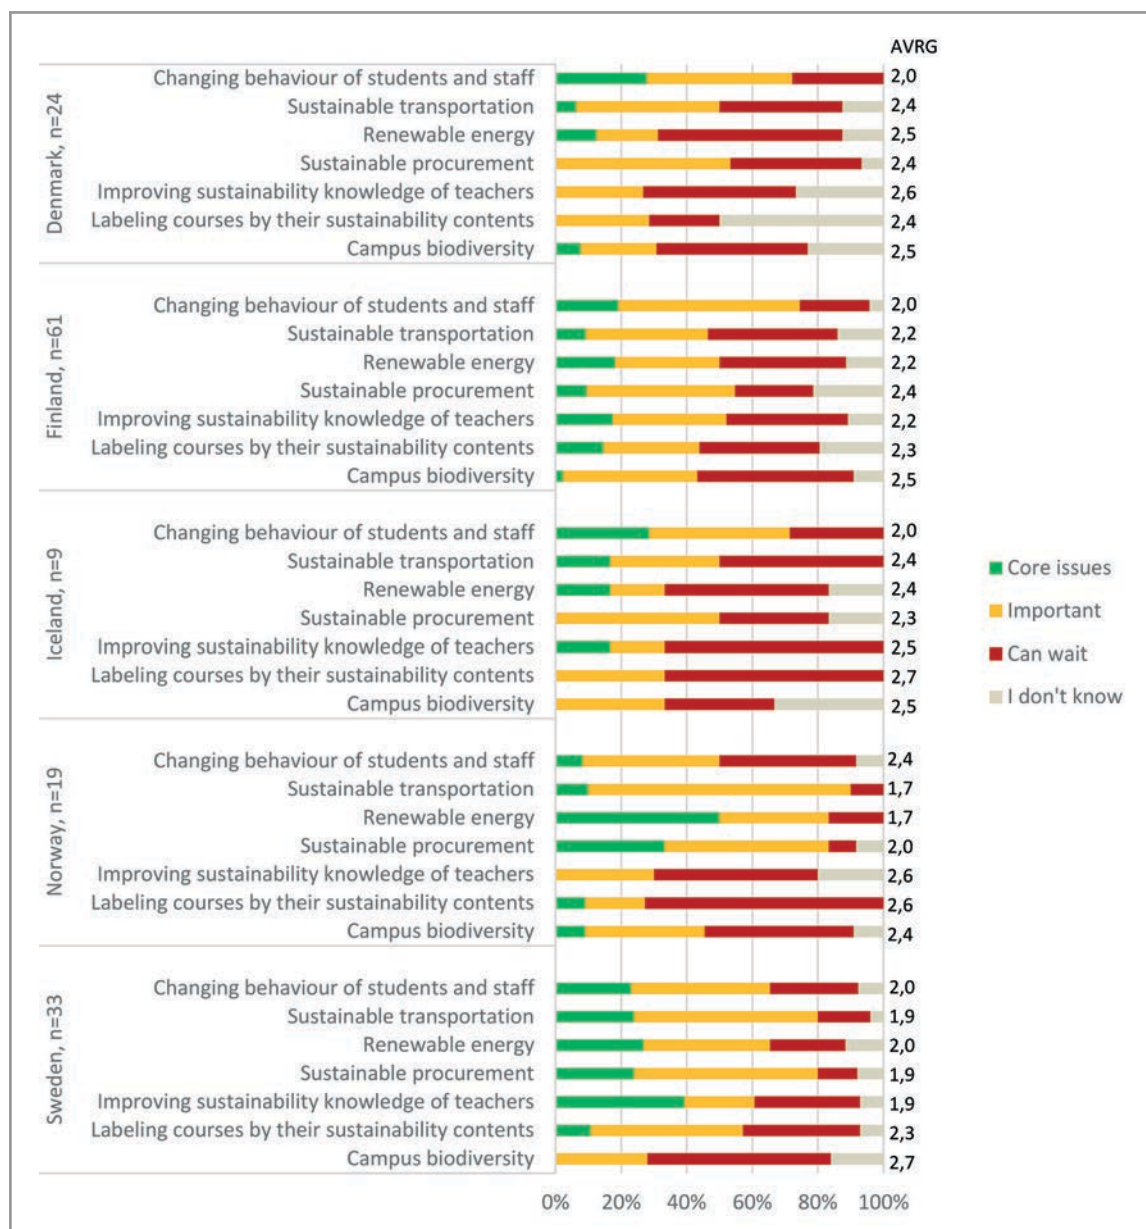 AVRG
Denmark, n=24
Changing behaviour of students and staff 2,0
Sustainable transportation 2,4
Renewable energy 2,5
Sustainable procurement 2,4
Improving sustainability knowledge of teachers 2,6
Labeling courses by their sustainability contents 2,4
Campus biodiversity 2,5
Finland, n=61
Changing behaviour of students and staff 2,0
Sustainable transportation 2,2
Renewable energy 2,2
Sustainable procurement 2,4
Improving sustainability knowledge of teachers 2,2
Labeling courses by their sustainability contents 2,3
Campus biodiversity 2,5
Iceland, n=9
Changing behaviour of students and staff 2,0
Sustainable transportation 2,4
Renewable energy 2,4
Sustainable procurement 2,3
Improving sustainability knowledge of teachers 2,5
Labeling courses by their sustainability contents 2,7
Campus biodiversity 2,5
Norway, n=19
Changing behaviour of students and staff 2,4
Sustainable transportation 1,7
Renewable energy 1,7
Sustainable procurement 2,0
Improving sustainability knowledge of teachers 2,6
Labeling courses by their sustainability contents 2,6
Campus biodiversity 2,4
Sweden, n=33
Changing behaviour of students and staff 2,0
Sustainable transportation 1,9
Renewable energy 2,0
Sustainable procurement 1,9
Improving sustainability knowledge of teachers 1,9
Labeling courses by their sustainability contents 2,3
Campus biodiversity 2,7
0% 20% 40% 60% 80% 100%
Core issues
Important
Can wait
I don't know